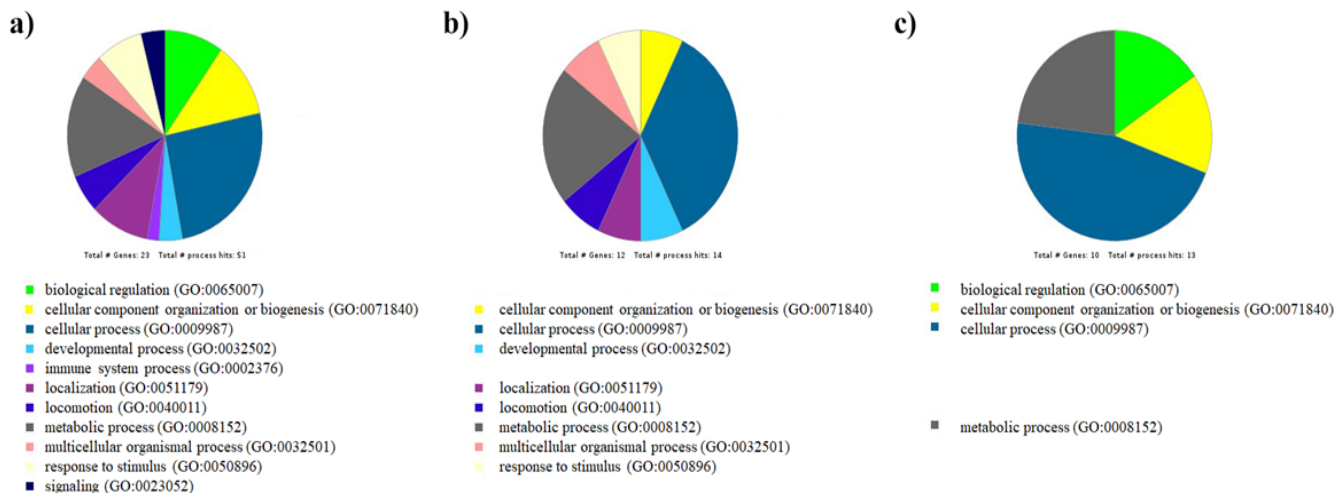 a)
Total # Genes: 23 Total # process hits: 51
biological regulation (GO:0065007)
cellular component organization or biogenesis (GO:0071840)
cellular process (GO:0009987)
developmental process (GO:0032502)
immune system process (GO:0002376)
localization (GO:0051179)
locomotion (GO:0040011)
metabolic process (GO:0008152)
multicellular organismal process (GO:0032501)
response to stimulus (GO:0050896)
signaling (GO:0023052)
b)
Total # Genes: 12 Total # process hits: 14
cellular component organization or biogenesis (GO:0071840)
cellular process (GO:0009987)
developmental process (GO:0032502)
localization (GO:0051179)
locomotion (GO:0040011)
metabolic process (GO:0008152)
multicellular organismal process (GO:0032501)
response to stimulus (GO:0050896)
c)
Total # Genes: 10 Total # process hits: 13
biological regulation (GO:0065007)
cellular component organization or biogenesis (GO:0071840)
cellular process (GO:0009987)
metabolic process (GO:0008152)